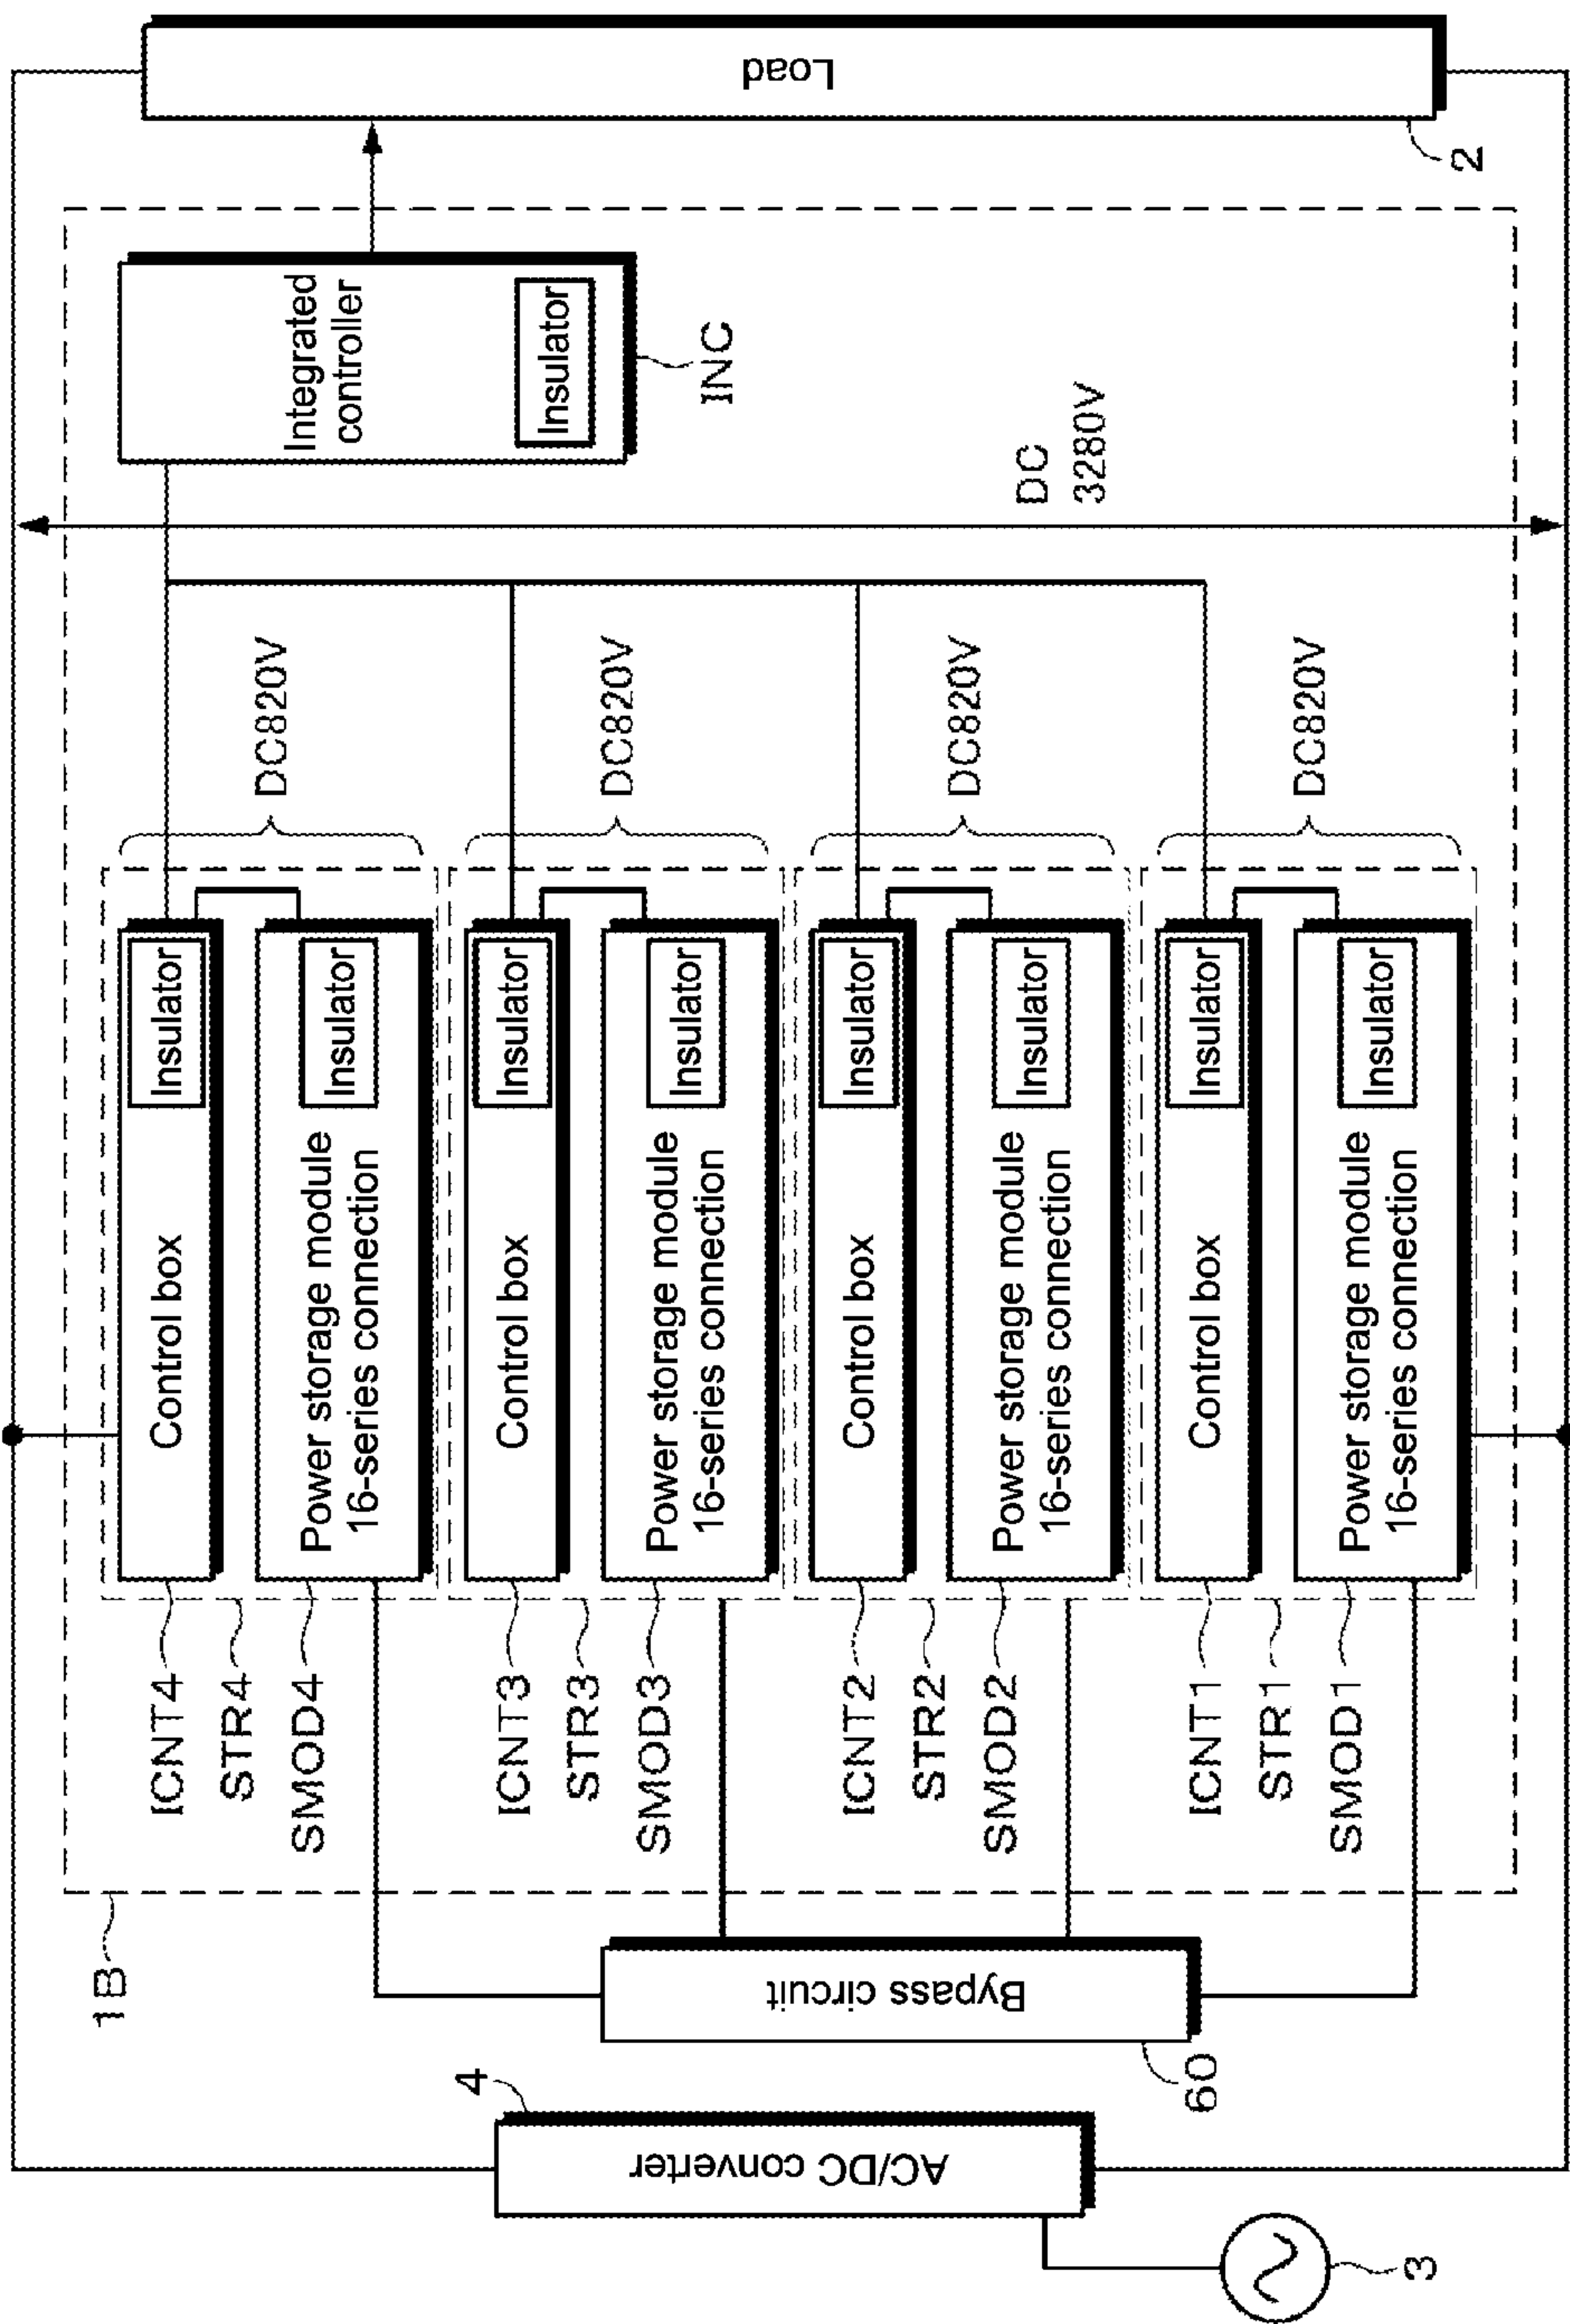 1B
ICNT4
Control box
Insulator
STR4
DC820V
SMOD4
Power storage module
16-series connection
Insulator
ICNT3
Control box
Insulator
STR3
DC820V
SMOD3
Power storage module
16-series connection
Insulator
ICNT2
Control box
Insulator
STR2
DC820V
SMOD2
Power storage module
16-series connection
Insulator
ICNT1
Control box
Insulator
STR1
DC820V
SMOD1
Power storage module
16-series connection
Insulator
Integrated
controller
Insulator
INC
DC
3280V
Load
2
Bypass circuit
60
4
AC/DC converter
3